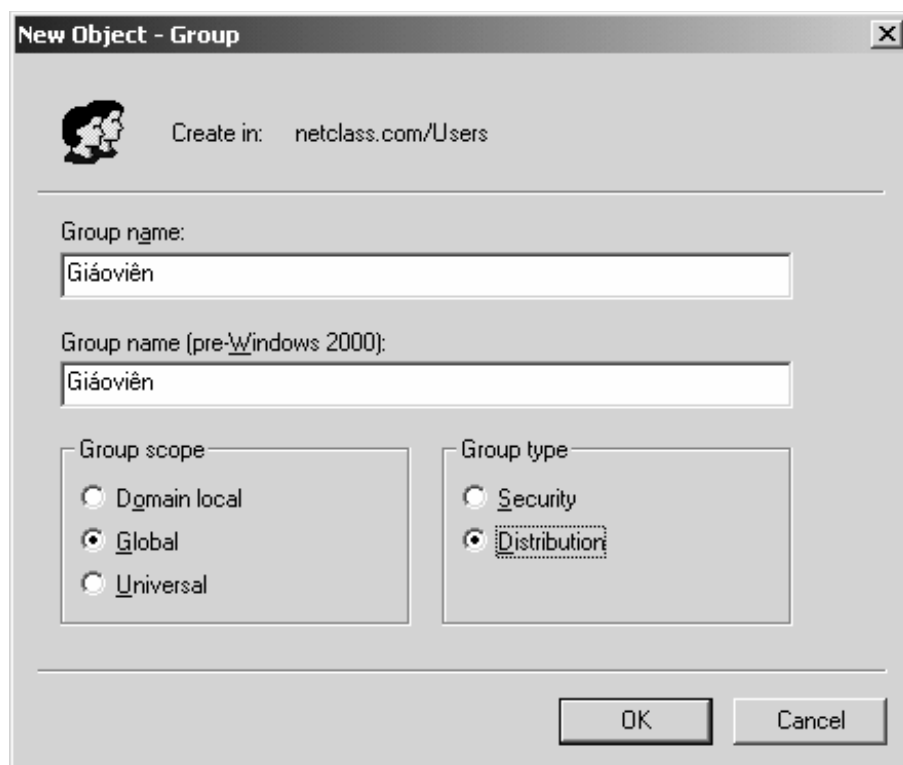 New Object - Group
Create in: netclass.com/Users
Group name:
Giáoviên
Group name (pre-Windows 2000):
Giáoviên
Group scope
Domain local
Global
Universal
Group type
Security
Distribution
OK
Cancel